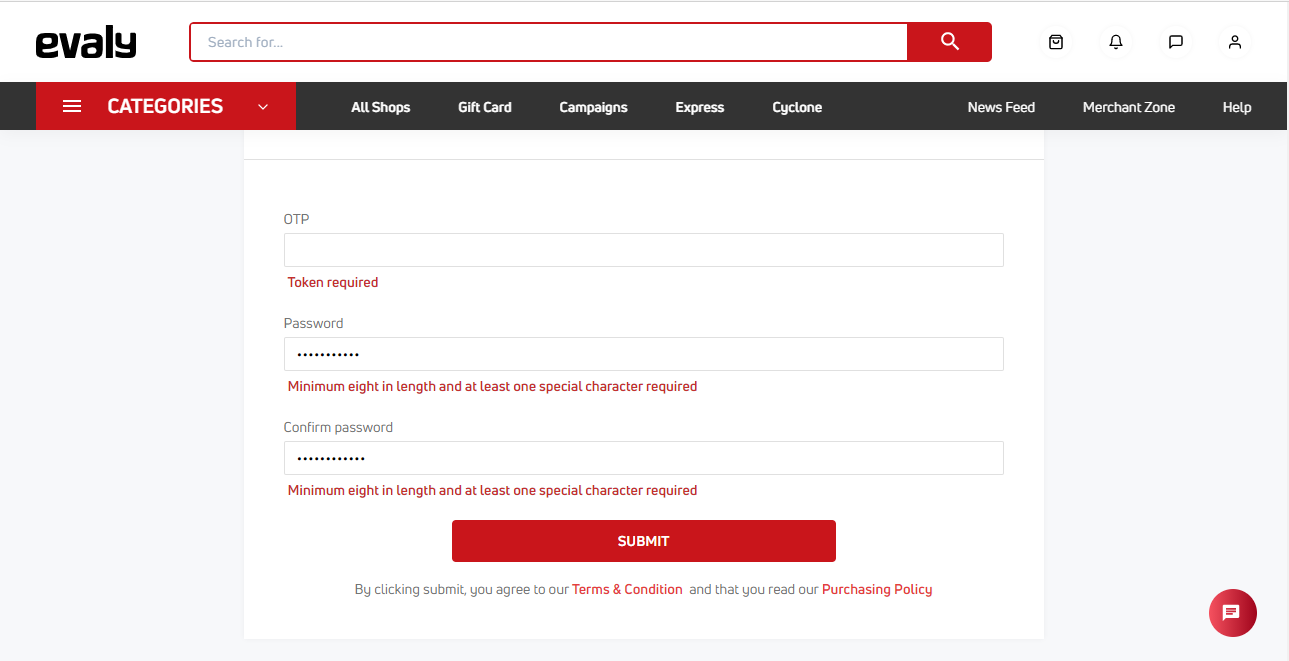 evaly
Search for...
CATEGORIES All Shops Gift Card Campaigns Express Cyclone News Feed Merchant Zone Help
OTP
Token required
Password
•••••••••••
Minimum eight in length and at least one special character required
Confirm password
••••••••••••
Minimum eight in length and at least one special character required
SUBMIT
By clicking submit, you agree to our Terms & Condition and that you read our Purchasing Policy